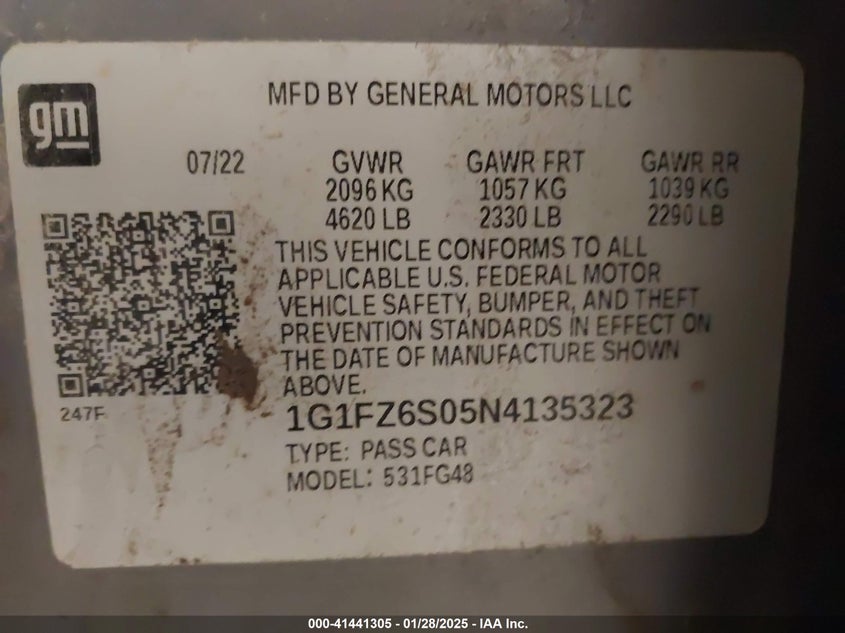 gm
MFD BY GENERAL MOTORS LLC
07/22 GVWR GAWR FRT GAWR RR
2096 KG 1057 KG 1039 KG
4620 LB 2330 LB 2290 LB
THIS VEHICLE CONFORMS TO ALL
APPLICABLE U.S. FEDERAL MOTOR
VEHICLE SAFETY, BUMPER, AND THEFT
PREVENTION STANDARDS IN EFFECT ON
THE DATE OF MANUFACTURE SHOWN
ABOVE.
247F
1G1FZ6S05N4135323
TYPE: PASS CAR
MODEL: 531FG48
000-41441305 - 01/28/2025 - IAA Inc.